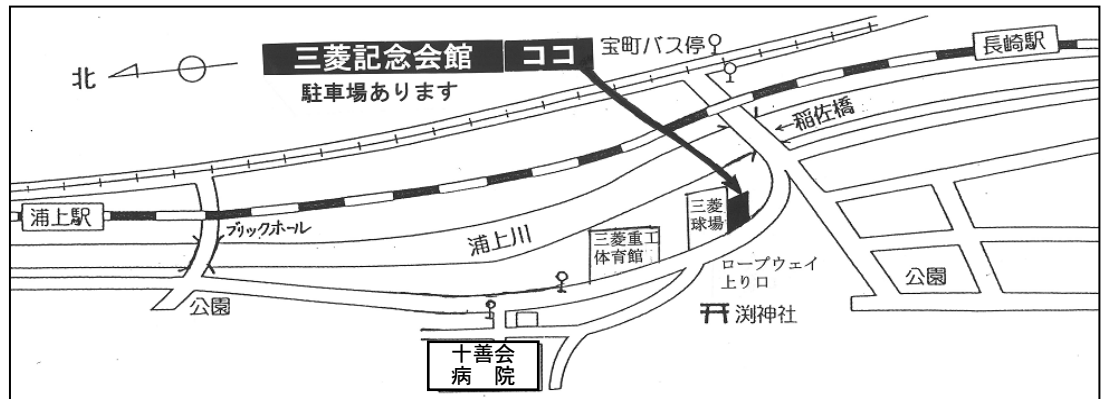 三菱記念会館 ココ
駐車場あります
北
宝町バス停
長崎駅
←稲佐橋
浦上駅
ブリックホール
浦上川
三菱
球場
三菱重工
体育館
ロープウェイ
上り口
公園
公園
渕神社
十善会
病 院